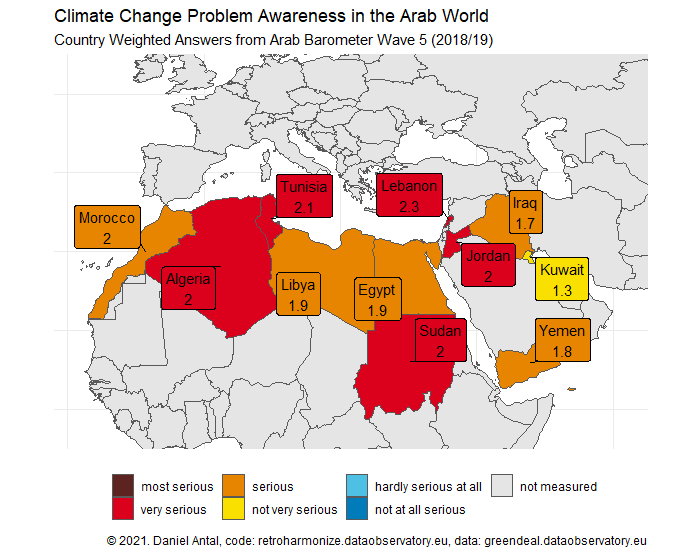 Climate Change Problem Awareness in the Arab World
Country Weighted Answers from Arab Barometer Wave 5 (2018/19)
Tunisia
2.1
Lebanon
2.3
Morocco
2
Iraq
1.7
Algeria
2
Libya
1.9
Egypt
1.9
Jordan
2
Kuwait
1.3
Sudan
2
Yemen
1.8
most serious
serious
hardly serious at all
not measured
very serious
not very serious
not at all serious
© 2021. Daniel Antal, code: retroharmonize.dataobservatory.eu, data: greendeal.dataobservatory.eu